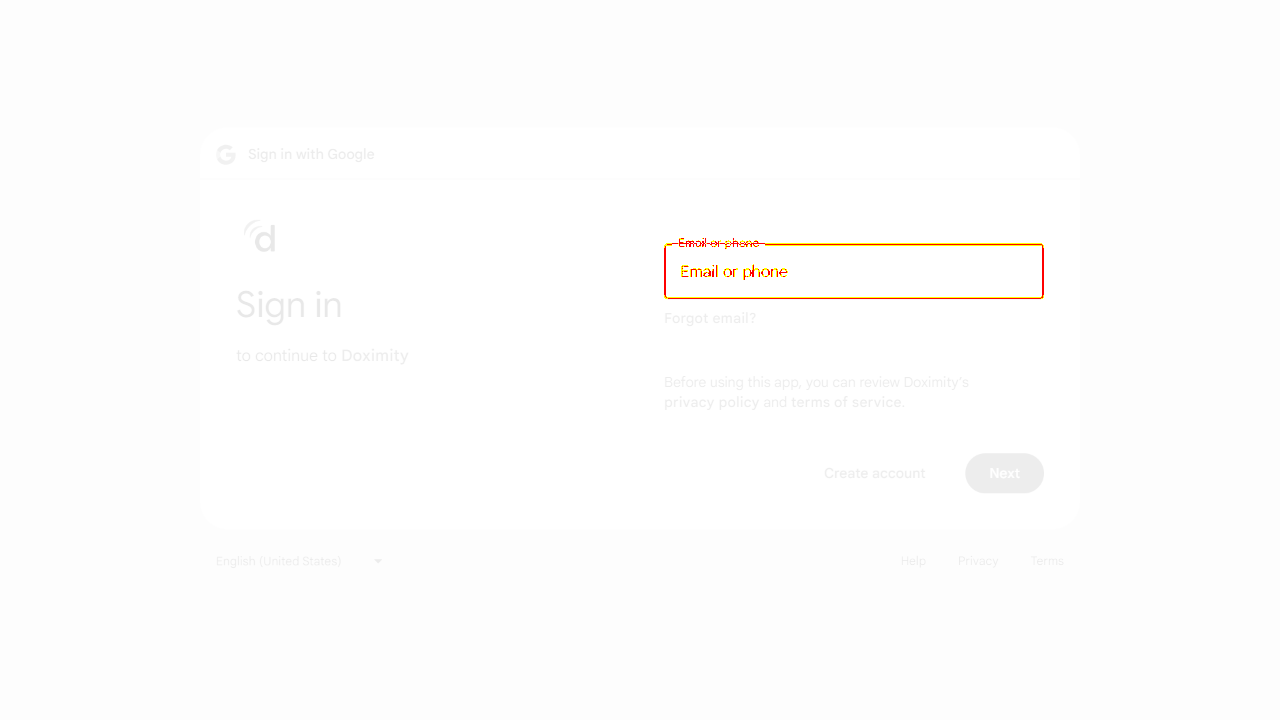 Sign in with Google
d
Sign in
to continue to Doximity
Email or phone
Email or phone
Forgot email?
Before using this app, you can review Doximity's
privacy policy and terms of service.
Create account
Next
English (United States)
Help
Privacy
Terms